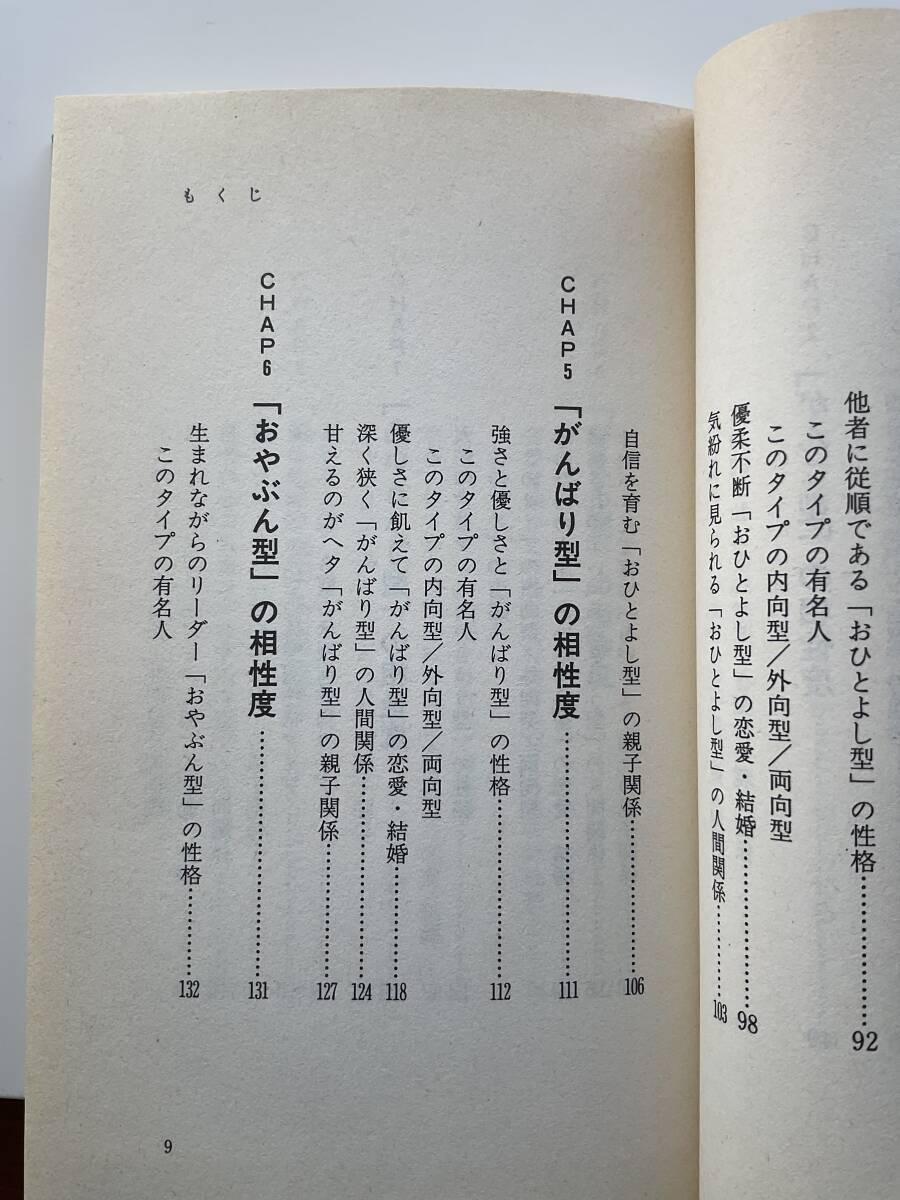 他者に従順である「おひとよし型」の性格……………92
このタイプの有名人
このタイプの内向型／外向型／両向型
優柔不断「おひとよし型」の恋愛・結婚……………98
気紛れに見られる「おひとよし型」の人間関係………103
もくじ
自信を育む「おひとよし型」の親子関係……………106
CHAP5 「がんばり型」の相性度……………111
強さと優しさと「がんばり型」の性格……………112
このタイプの有名人
このタイプの内向型／外向型／両向型
優しさに飢えて「がんばり型」の恋愛・結婚……………118
深く狭く「がんばり型」の人間関係……………124
甘えるのがヘタ「がんばり型」の親子関係……………127
CHAP6 「おやぶん型」の相性度……………131
生まれながらのリーダー「おやぶん型」の性格………132
このタイプの有名人
9